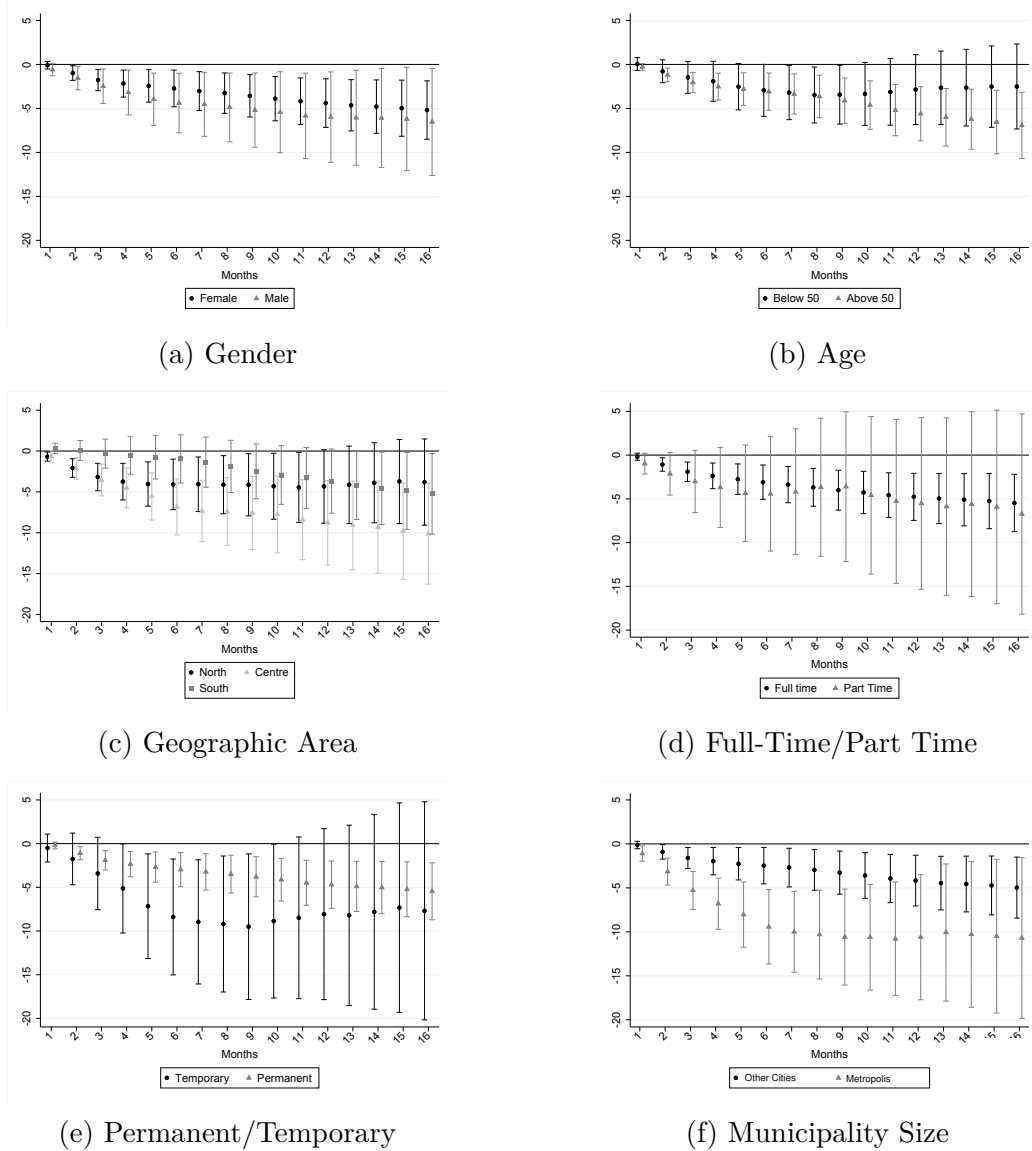 5
0
-5
-10
-15
-20
1 2 3 4 5 6 7 8 9 10 11 12 13 14 15 16
Months
Female Male
(a) Gender
5
0
-5
-10
-15
-20
1 2 3 4 5 6 7 8 9 10 11 12 13 14 15 16
Months
Below 50 Above 50
(b) Age
5
0
-5
-10
-15
-20
1 2 3 4 5 6 7 8 9 10 11 12 13 14 15 16
Months
North Centre
South
(c) Geographic Area
5
0
-5
-10
-15
-20
1 2 3 4 5 6 7 8 9 10 11 12 13 14 15 16
Months
Full time Part Time
(d) Full-Time/Part Time
5
0
-5
-10
-15
-20
1 2 3 4 5 6 7 8 9 10 11 12 13 14 15 16
Months
Temporary Permanent
(e) Permanent/Temporary
5
0
-5
-10
-15
-20
1 2 3 4 5 6 7 8 9 10 11 12 13 14 15 16
Months
Other Cities Metropolis
(f) Municipality Size